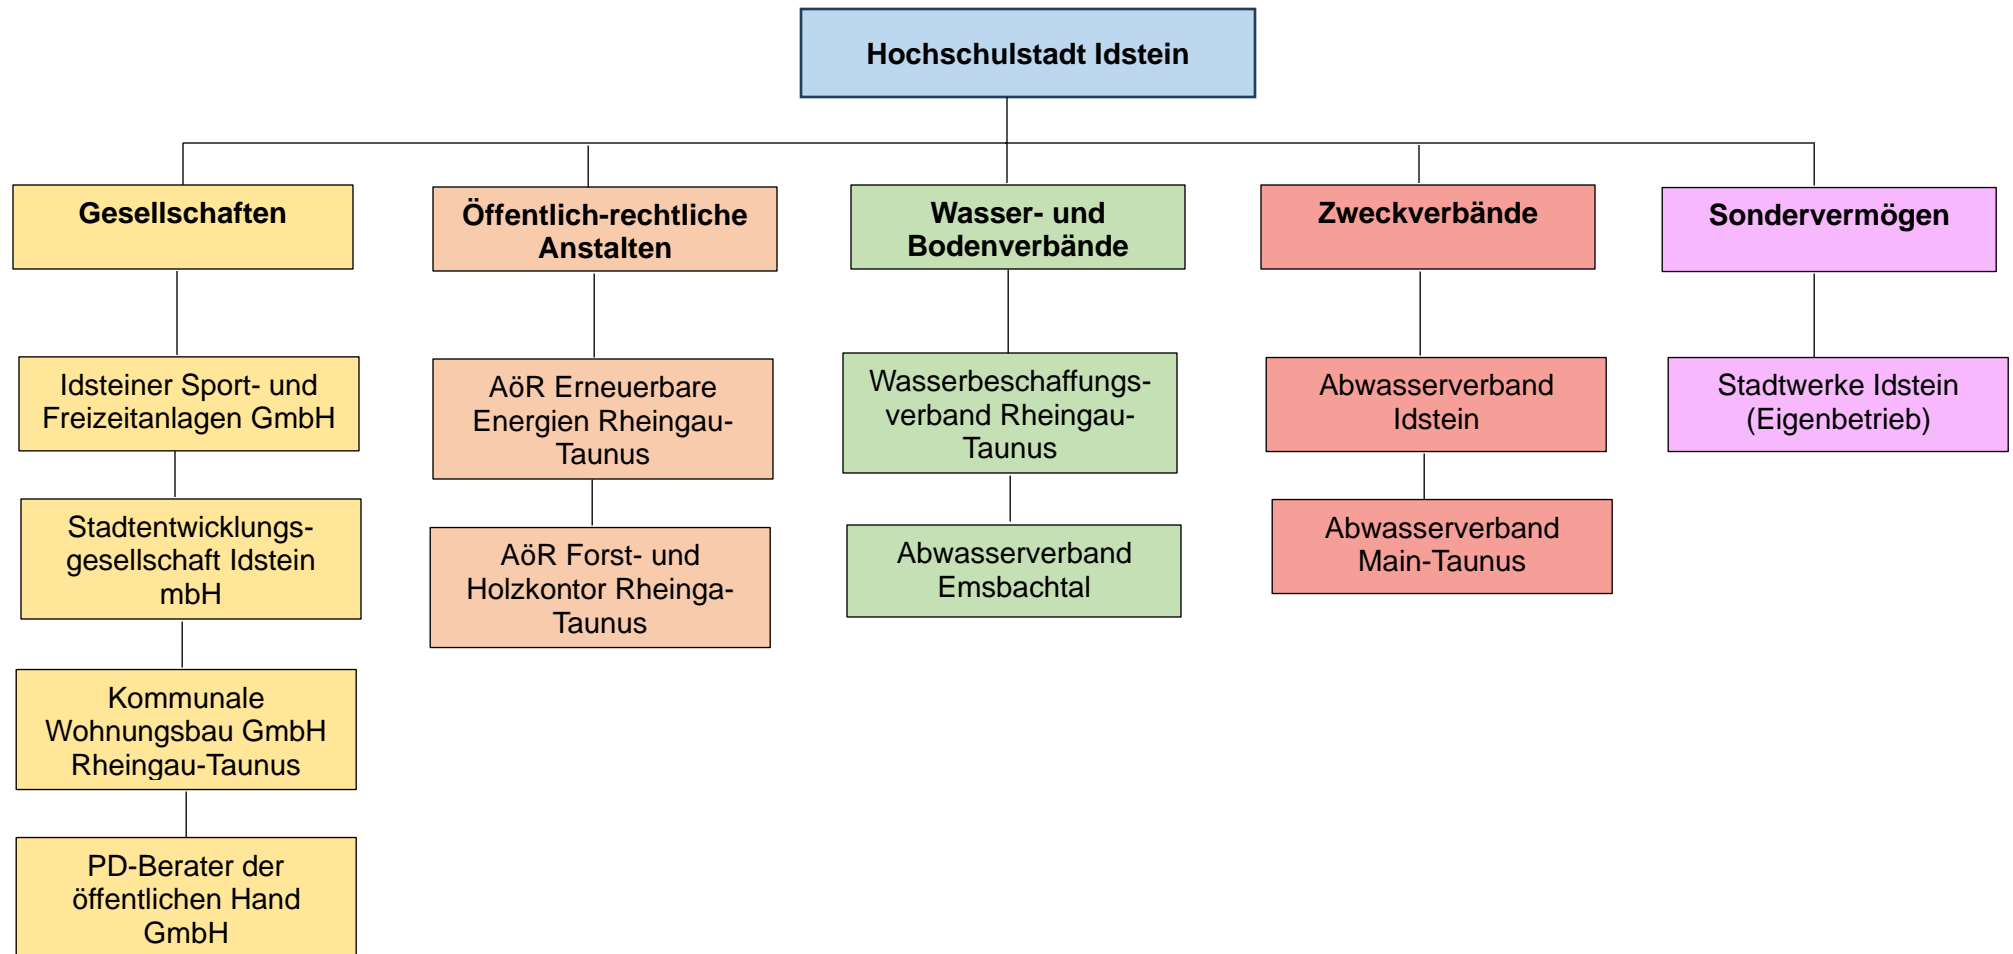 Hochschulstadt Idstein
Gesellschaften
Idsteiner Sport- und
Freizeitanlagen GmbH
Stadtentwicklungs-
gesellschaft Idstein
mbH
Kommunale
Wohnungsbau GmbH
Rheingau-Taunus
PD-Berater der
öffentlichen Hand
GmbH
Öffentlich-rechtliche
Anstalten
AöR Erneuerbare
Energien Rheingau-
Taunus
AöR Forst- und
Holzkontor Rheinga-
Taunus
Wasser- und
Bodenverbände
Wasserbeschaffungs-
verband Rheingau-
Taunus
Abwasserverband
Emsbachtal
Zweckverbände
Abwasserverband
Idstein
Abwasserverband
Main-Taunus
Sondervermögen
Stadtwerke Idstein
(Eigenbetrieb)